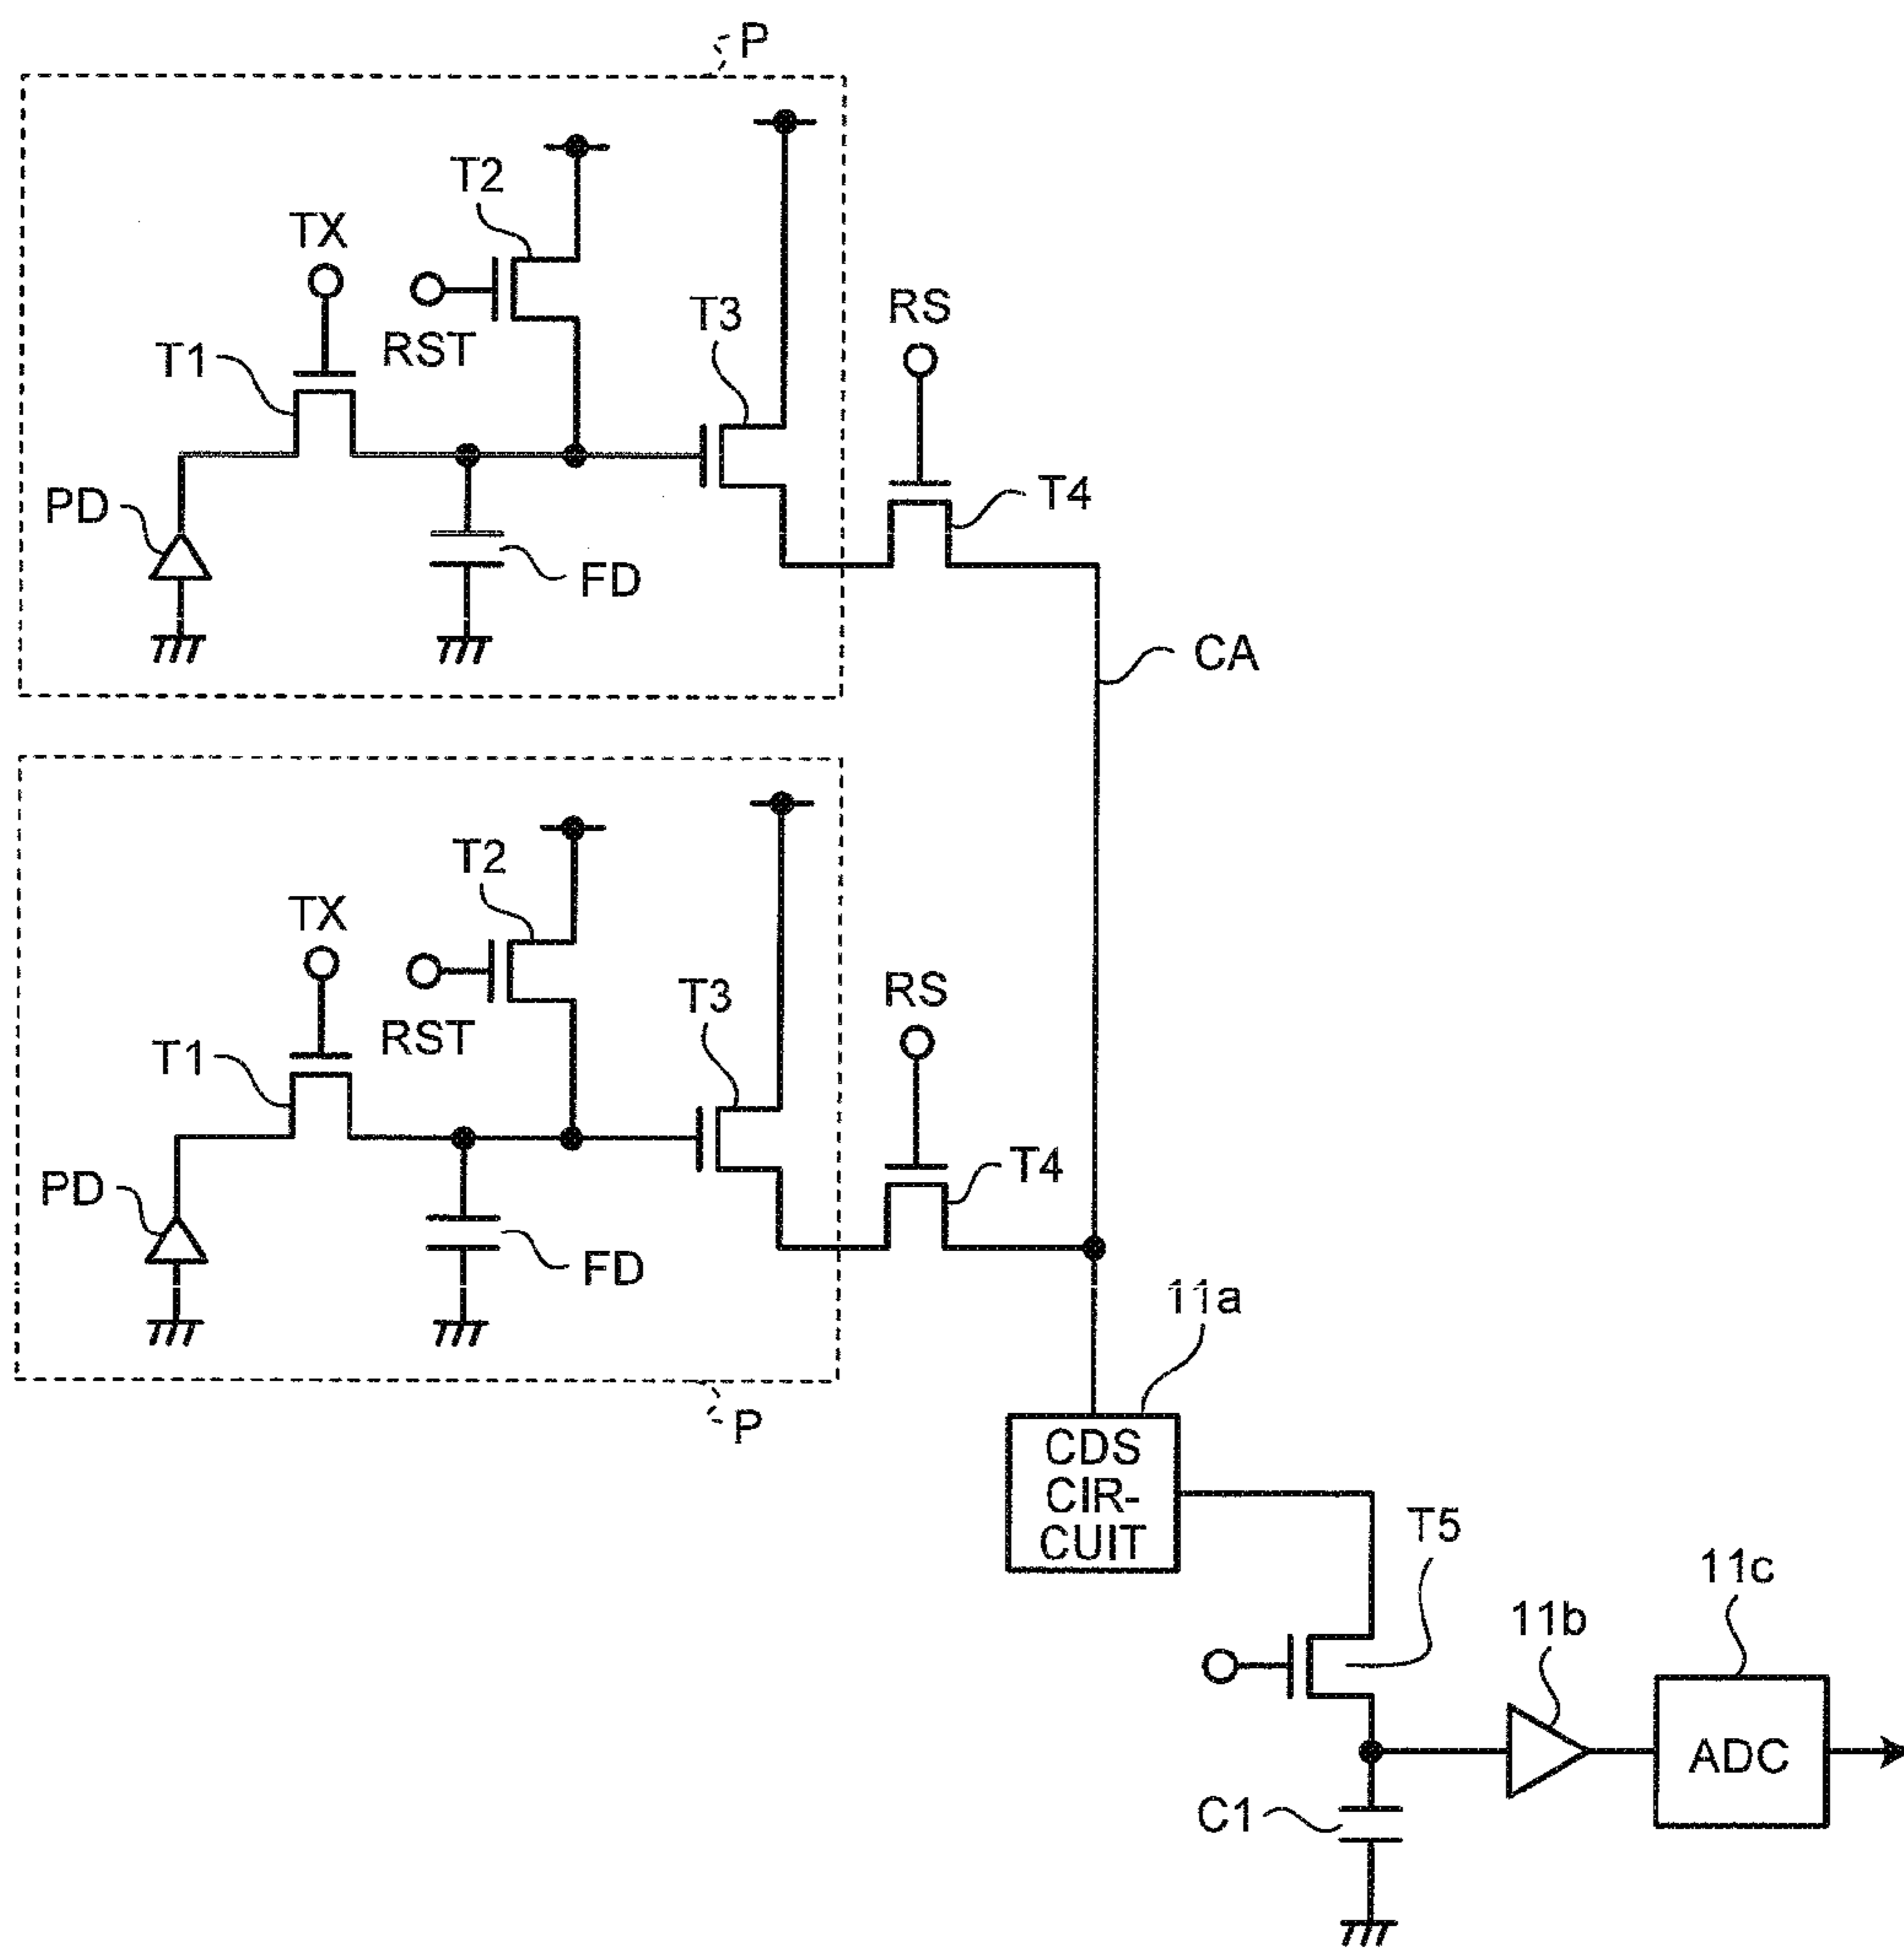 P
T2
TX
T3
RS
T1
RST
T4
PD
FD
CA
T2
TX
T3
RS
T1
RST
T4
PD
FD
11a
P
CDS
CIR-
CUIT
T5
11c
11b
ADC
C1